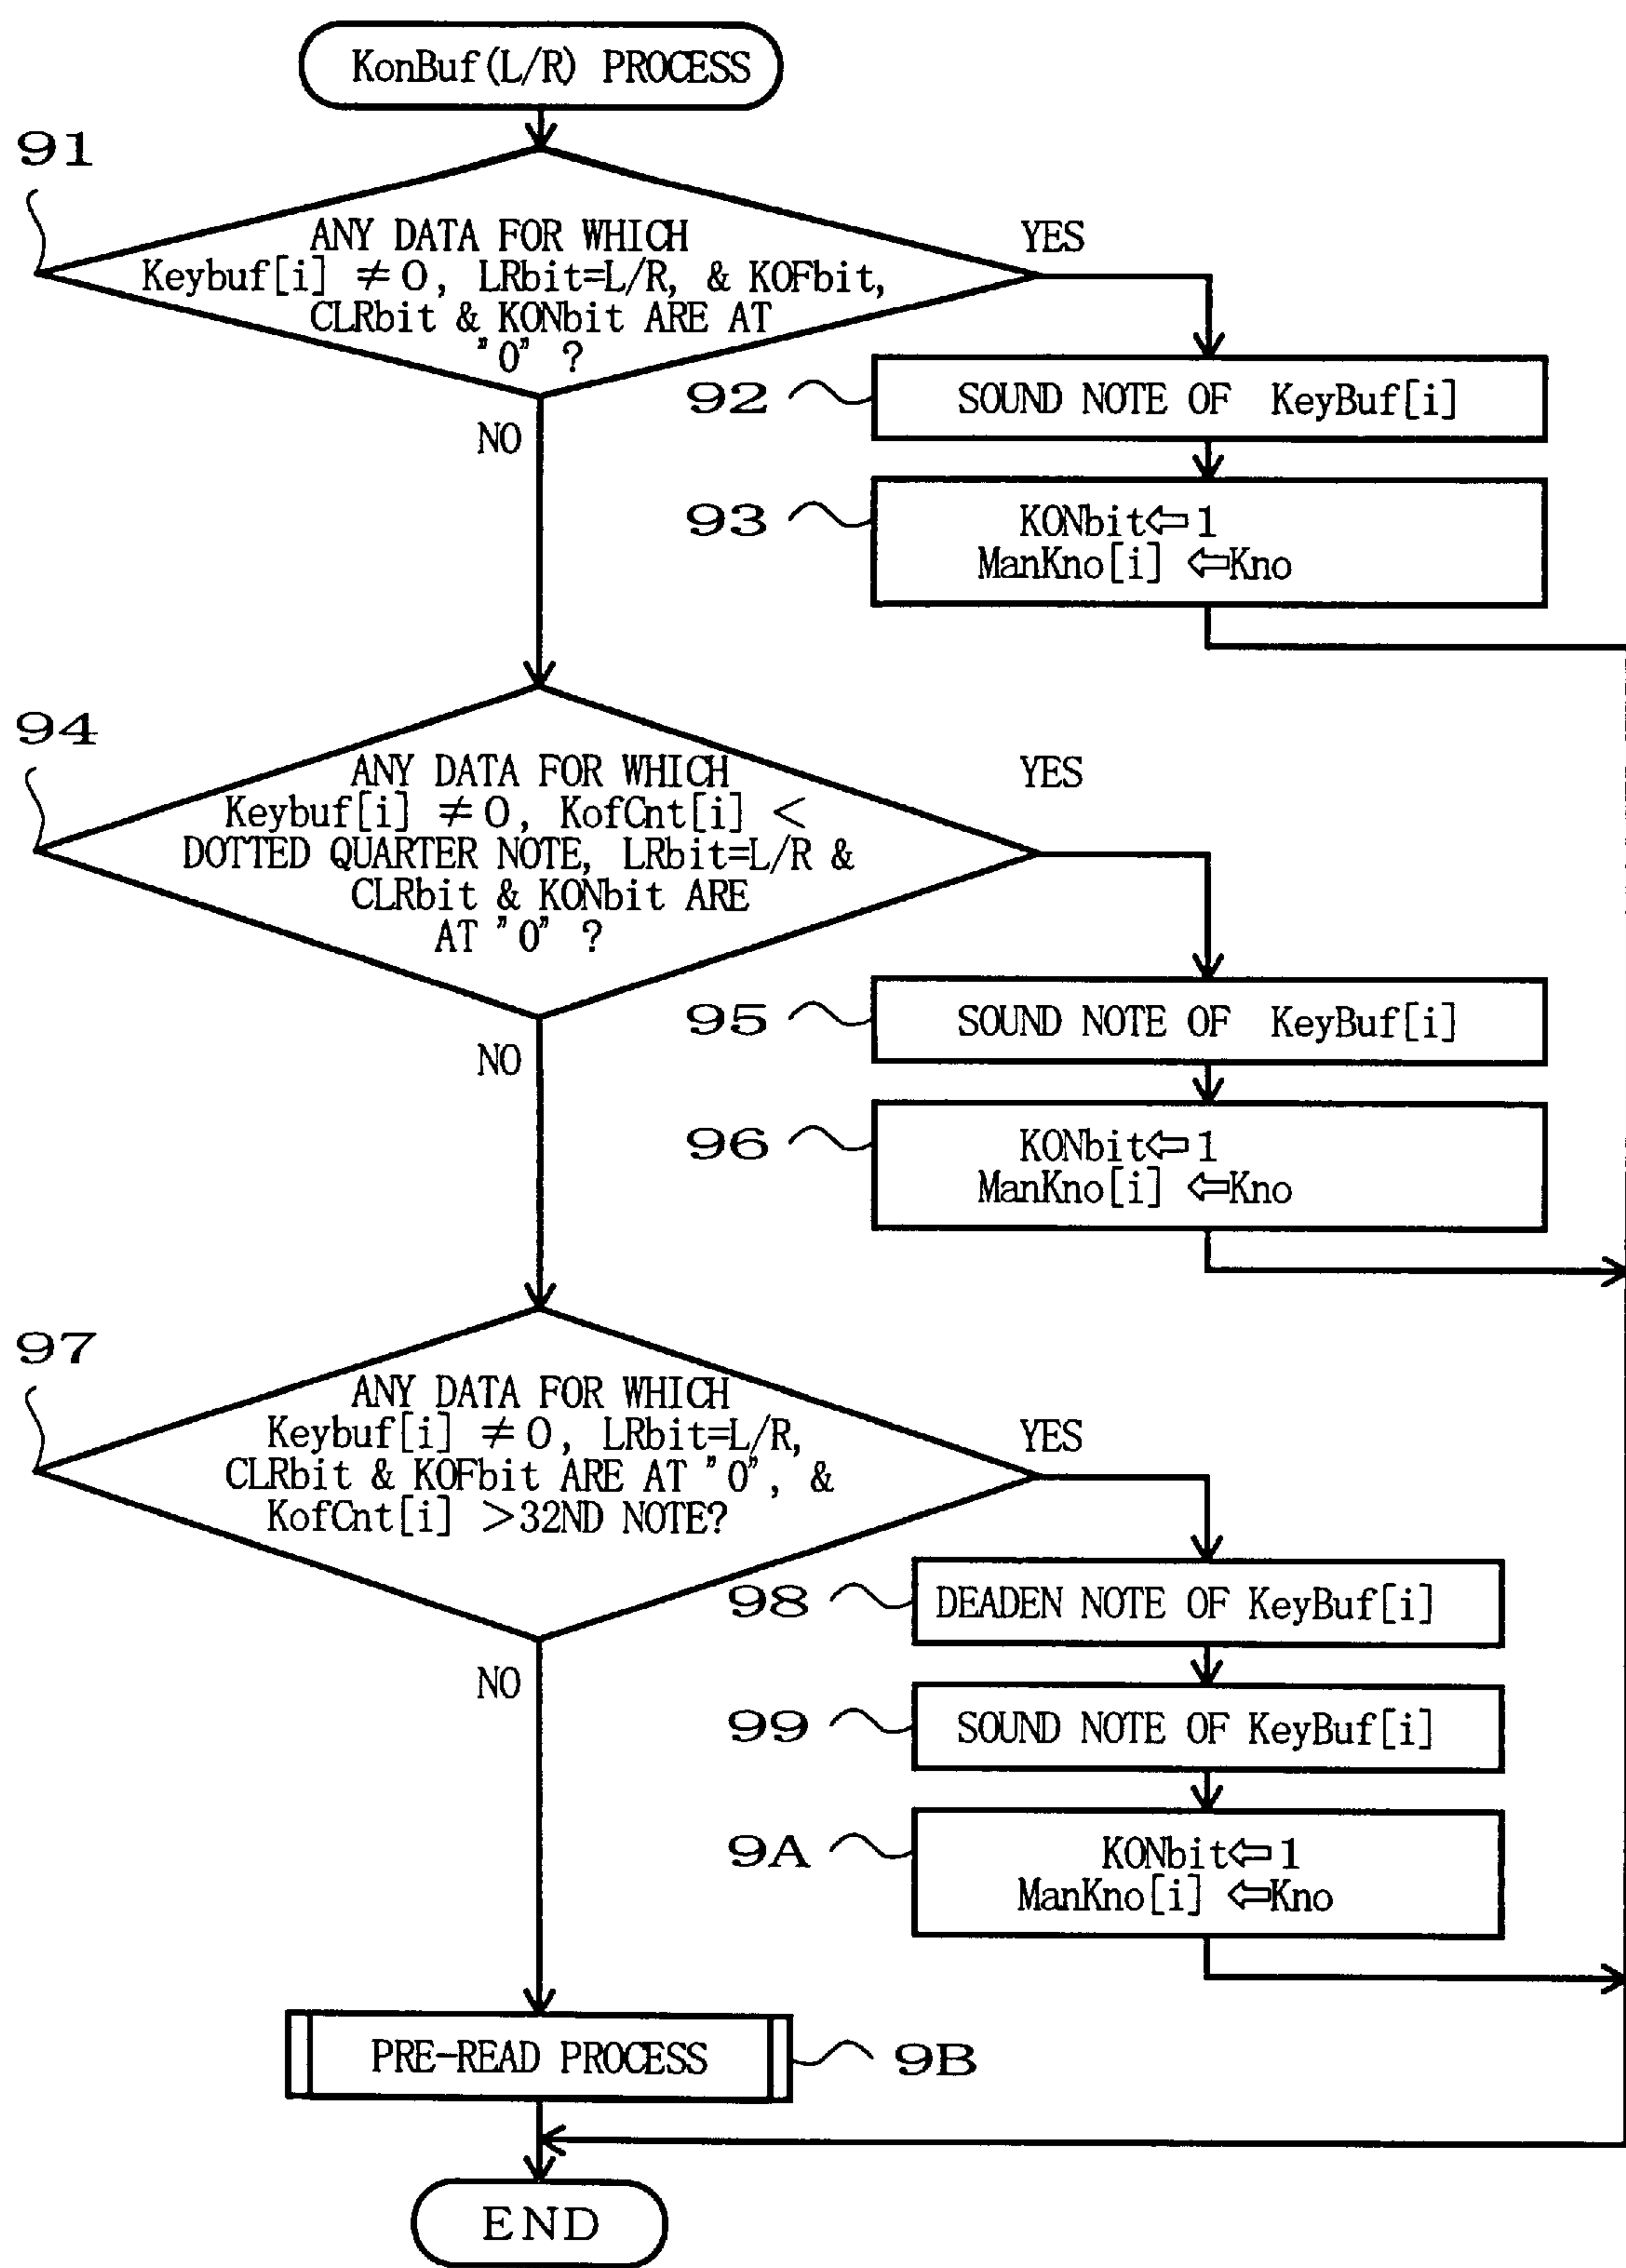 KonBuf(L/R) PROCESS
91
ANY DATA FOR WHICH
Keybuf[i] ≠0, LRbit=L/R, & KOFbit,
CLRbit & KONbit ARE AT
"0" ?
YES
NO
92
SOUND NOTE OF KeyBuf[i]
93
KONbit⇦1
ManKno[i] ⇦Kno
94
ANY DATA FOR WHICH
Keybuf[i] ≠0, KofCnt[i] <
DOTTED QUARTER NOTE, LRbit=L/R &
CLRbit & KONbit ARE
AT "0" ?
YES
NO
95
SOUND NOTE OF KeyBuf[i]
96
KONbit⇦1
ManKno[i] ⇦Kno
97
ANY DATA FOR WHICH
Keybuf[i] ≠0, LRbit=L/R,
CLRbit & KOFbit ARE AT "0", &
KofCnt[i] >32ND NOTE?
YES
NO
98
DEADEN NOTE OF KeyBuf[i]
99
SOUND NOTE OF KeyBuf[i]
9A
KONbit⇦1
ManKno[i] ⇦Kno
PRE-READ PROCESS
9B
END